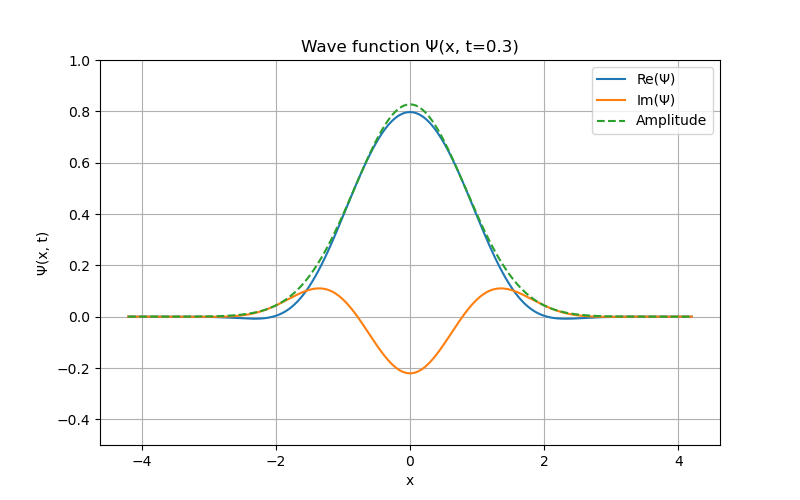 Wave function Ψ(x, t=0.3)
Re(Ψ)
Im(Ψ)
Amplitude
Ψ(x, t)
1.0
0.8
0.6
0.4
0.2
0.0
−0.2
−0.4
−4 −2 0 2 4
x